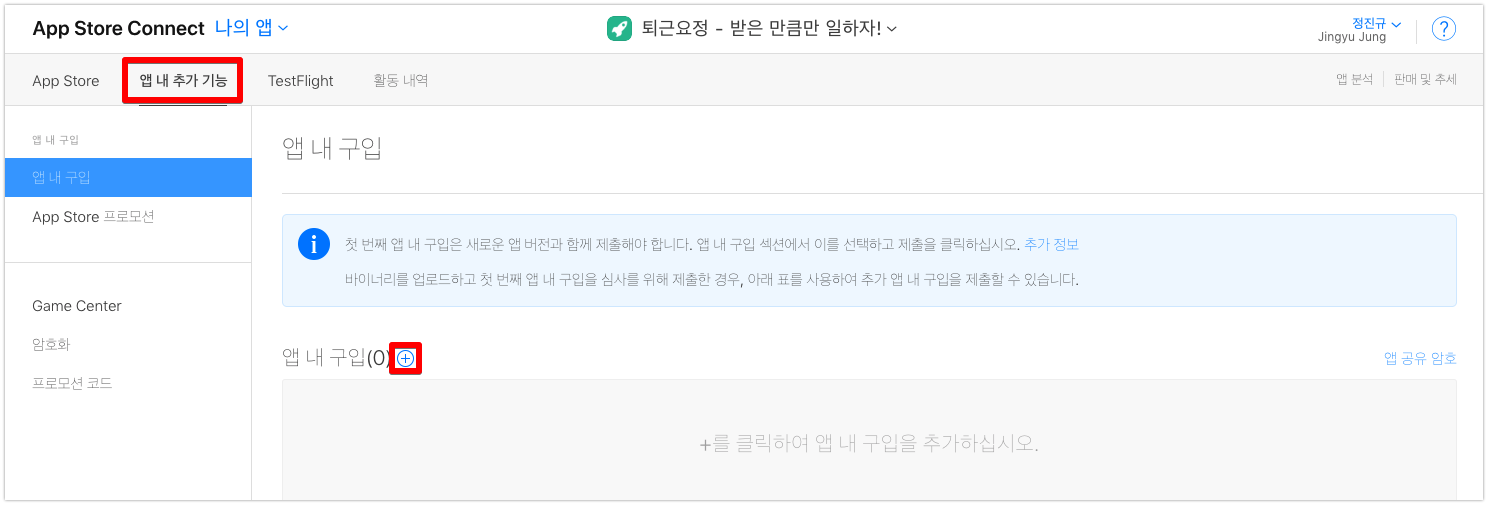 App Store Connect 나의 앱
퇴근요정 - 받은 만큼만 일하자!
정진규
Jingyu Jung
?
App Store 앱 내 추가 기능 TestFlight 활동 내역
앱 분석 판매 및 추세
앱 내 구입
앱 내 구입
App Store 프로모션
Game Center
암호화
프로모션 코드
앱 내 구입
첫 번째 앱 내 구입은 새로운 앱 버전과 함께 제출해야 합니다. 앱 내 구입 섹션에서 이를 선택하고 제출을 클릭하십시오. 추가 정보
바이너리를 업로드하고 첫 번째 앱 내 구입을 심사를 위해 제출한 경우, 아래 표를 사용하여 추가 앱 내 구입을 제출할 수 있습니다.
앱 내 구입(0)
앱 공유 암호
+를 클릭하여 앱 내 구입을 추가하십시오.